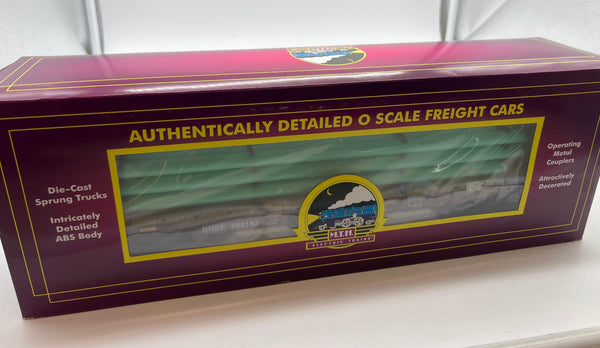 AUTHENTICALLY DETAILED O SCALE FREIGHT CARS
Die-Cast
Sprung Trucks
Intricately
Detailed
ABS Body
Operating
Metal
Couplers
Attractively
Decorated
BNSF 588182
M.T.H.
ELECTRIC TRAINS